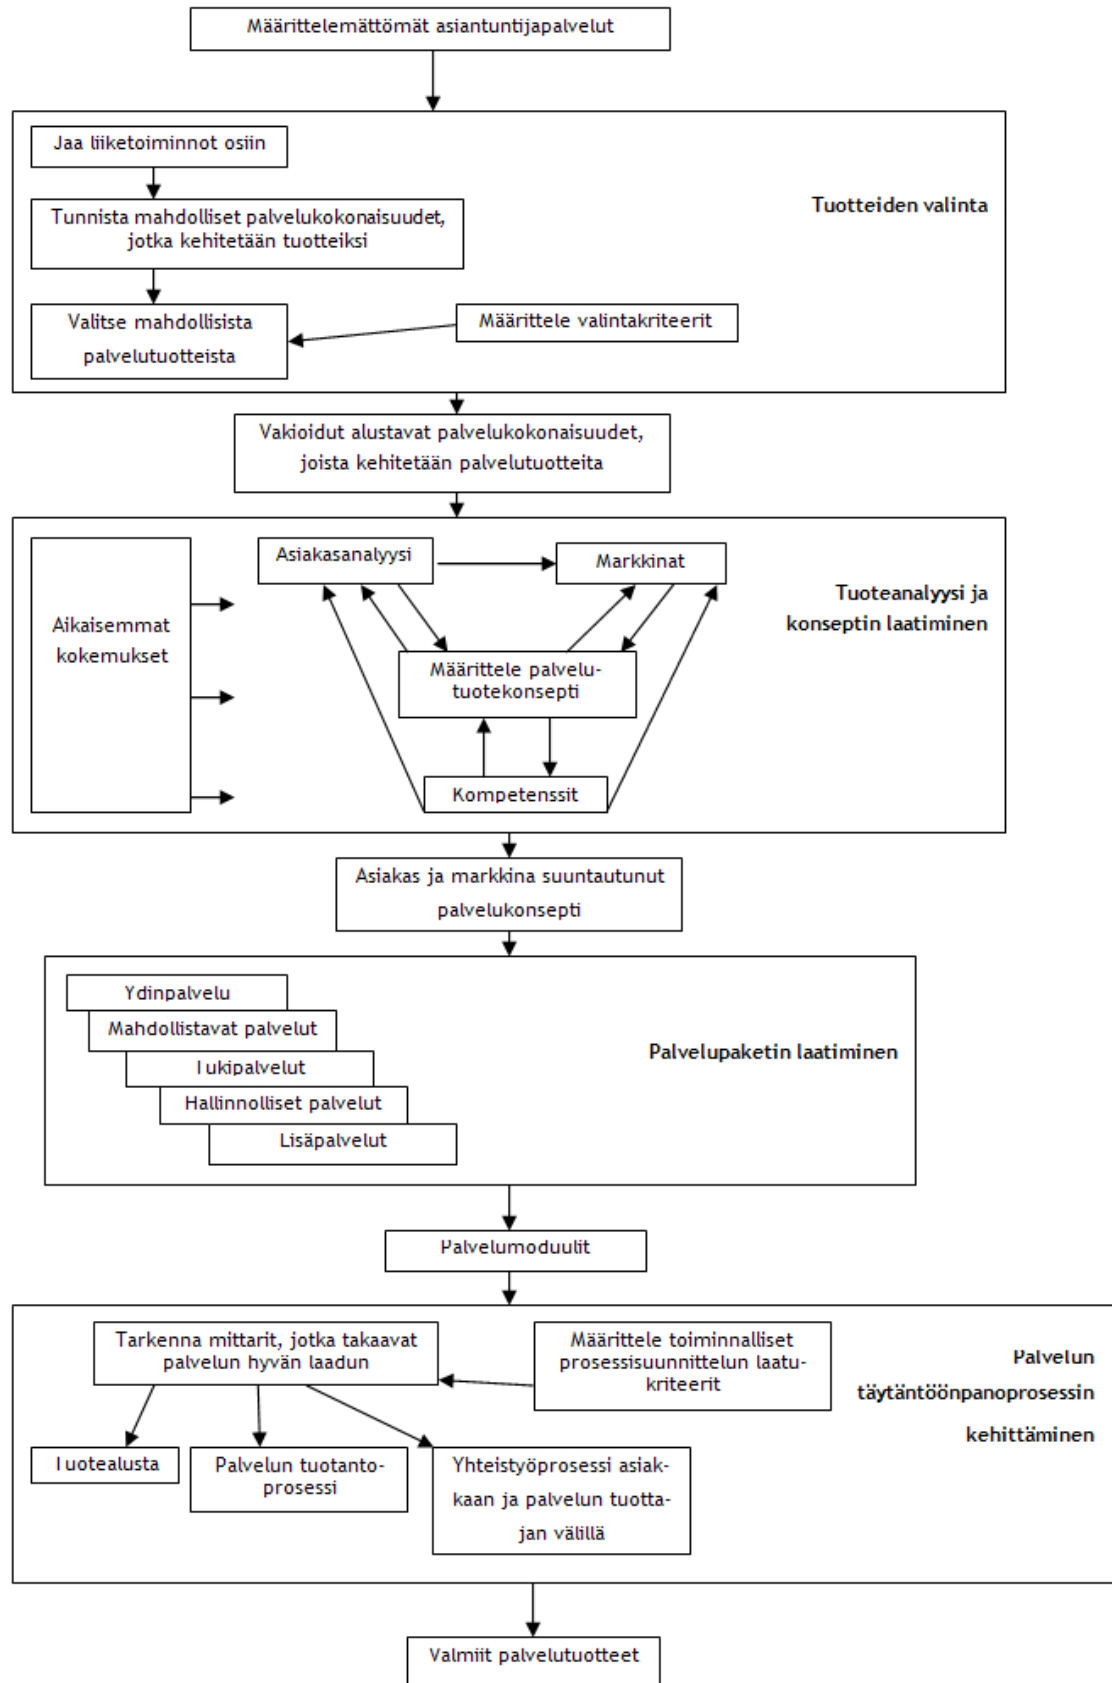 Määrittelemättömät asiantuntijapalvelut
Jaa liiketoiminnot osiin
Tunnista mahdolliset palvelukokonaisuudet,
jotka kehitetään tuotteiksi
Tuotteiden valinta
Valitse mahdollisista
palvelutuotteista
Määrittele valintakriteerit
Vakioidut alustavat palvelukokonaisuudet,
joista kehitetään palvelutuotteita
Aikaisemmat
kokemukset
Asiakasanalyysi
Markkinat
Tuoteanalyysi ja
konseptin laatiminen
Määrittele palvelu-
tuotekonsepti
Kompetenssit
Asiakas ja markkina suuntautunut
palvelukonsepti
Ydinpalvelu
Mahdollistavat palvelut
Tukipalvelut
Hallinnolliset palvelut
Lisäpalvelut
Palvelupaketin laatiminen
Palvelumoduulit
Tarkenna mittarit, jotka takaavat
palvelun hyvän laadun
Määrittele toiminnalliset
prosessisuunnittelun laatu-
kriteerit
Palvelun
täytäntöönpanoprosessin
kehittäminen
Tuotealusta
Palvelun tuotanto-
prosessi
Yhteistyöprosessi asiak-
kaan ja palvelun tuotta-
jan välillä
Valmiit palvelutuotteet